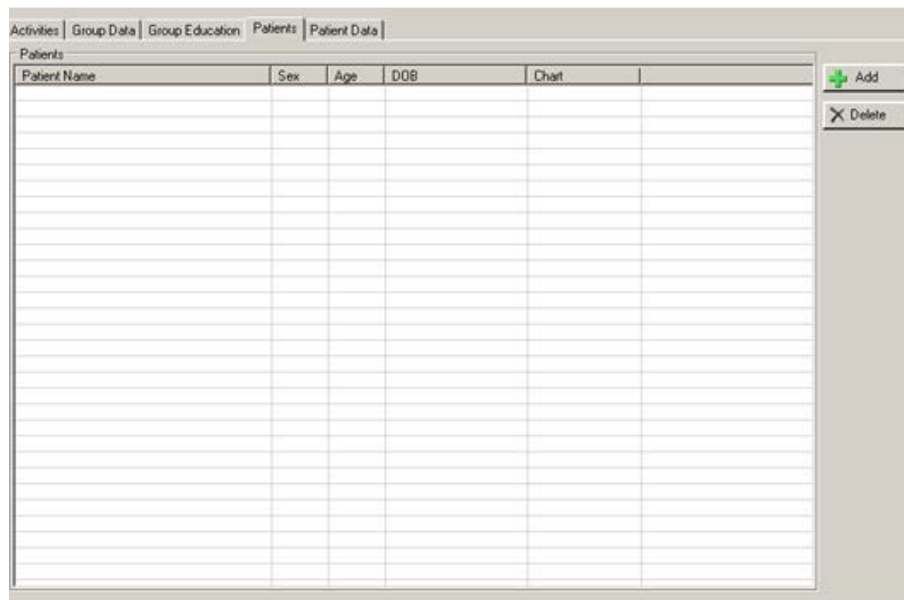 Activities Group Data Group Education Patients Patient Data
Patients
Patient Name Sex Age DOB Chart
Add
Delete